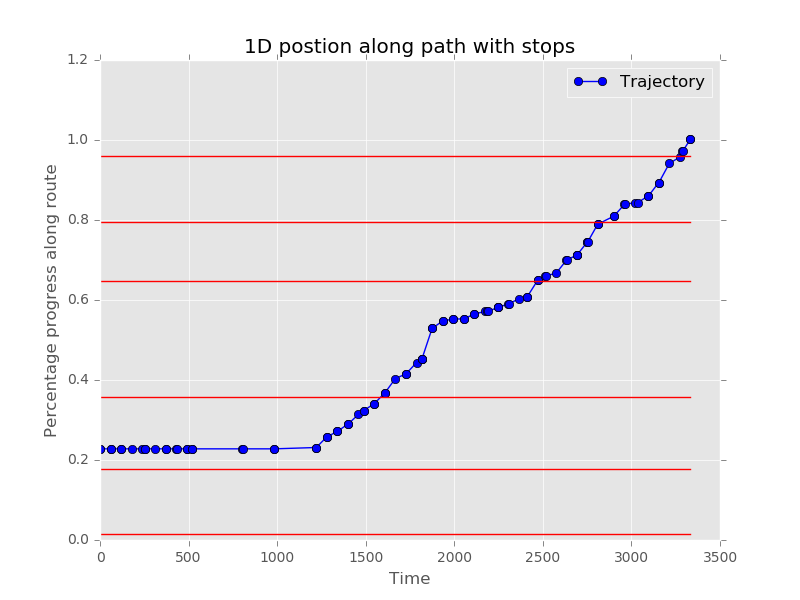 1D postion along path with stops
Trajectory
Percentage progress along route
1.2
1.0
0.8
0.6
0.4
0.2
0.0
0 500 1000 1500 2000 2500 3000 3500
Time